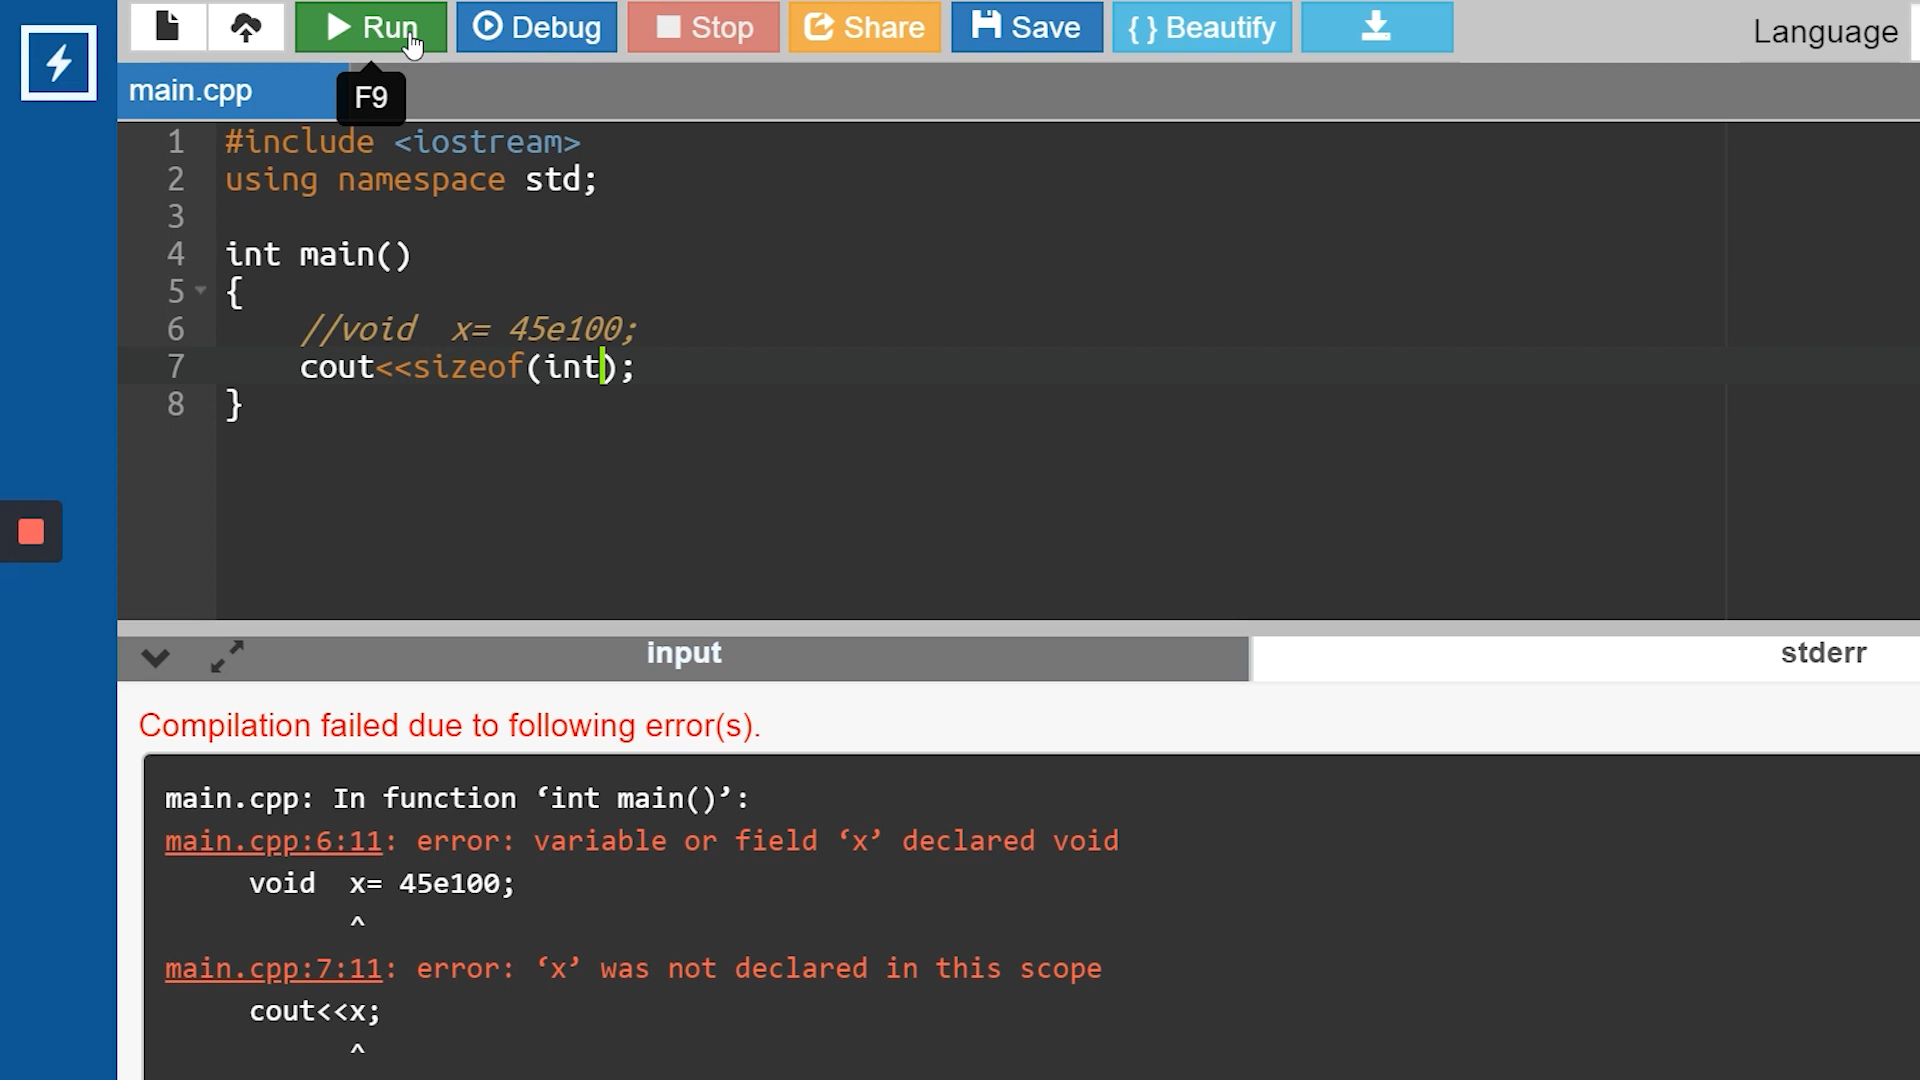 Run
Debug
Stop
Share
Save
{ } Beautify
Language
main.cpp
F9
1 #include <iostream>
2 using namespace std;
3
4 int main()
5 {
6 //void  x= 45e100;
7 cout<<sizeof(int);
8 }
input
stderr
Compilation failed due to following error(s).
main.cpp: In function ‘int main()’:
main.cpp:6:11: error: variable or field ‘x’ declared void
void  x= 45e100;
^
main.cpp:7:11: error: ‘x’ was not declared in this scope
cout<<x;
^